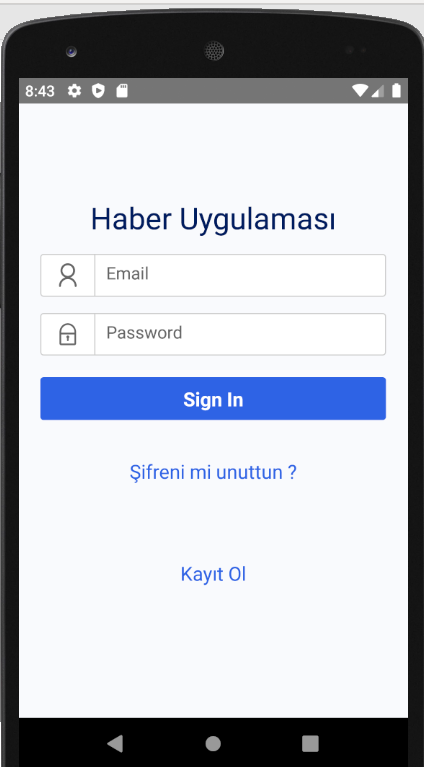 8:43
Haber Uygulaması
Email
Password
Sign In
Şifreni mi unuttun ?
Kayıt Ol